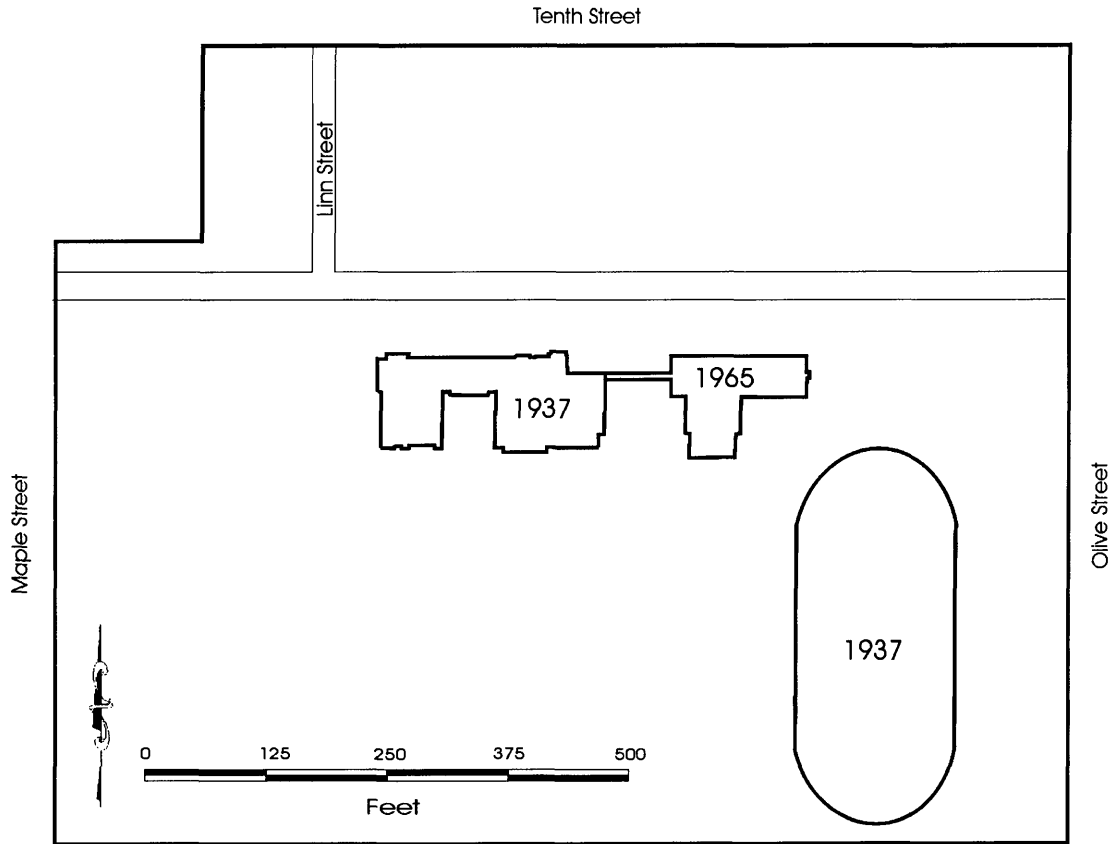 Tenth Street
Linn Street
1965
1937
Maple Street
Olive Street
1937
0 125 250 375 500
Feet